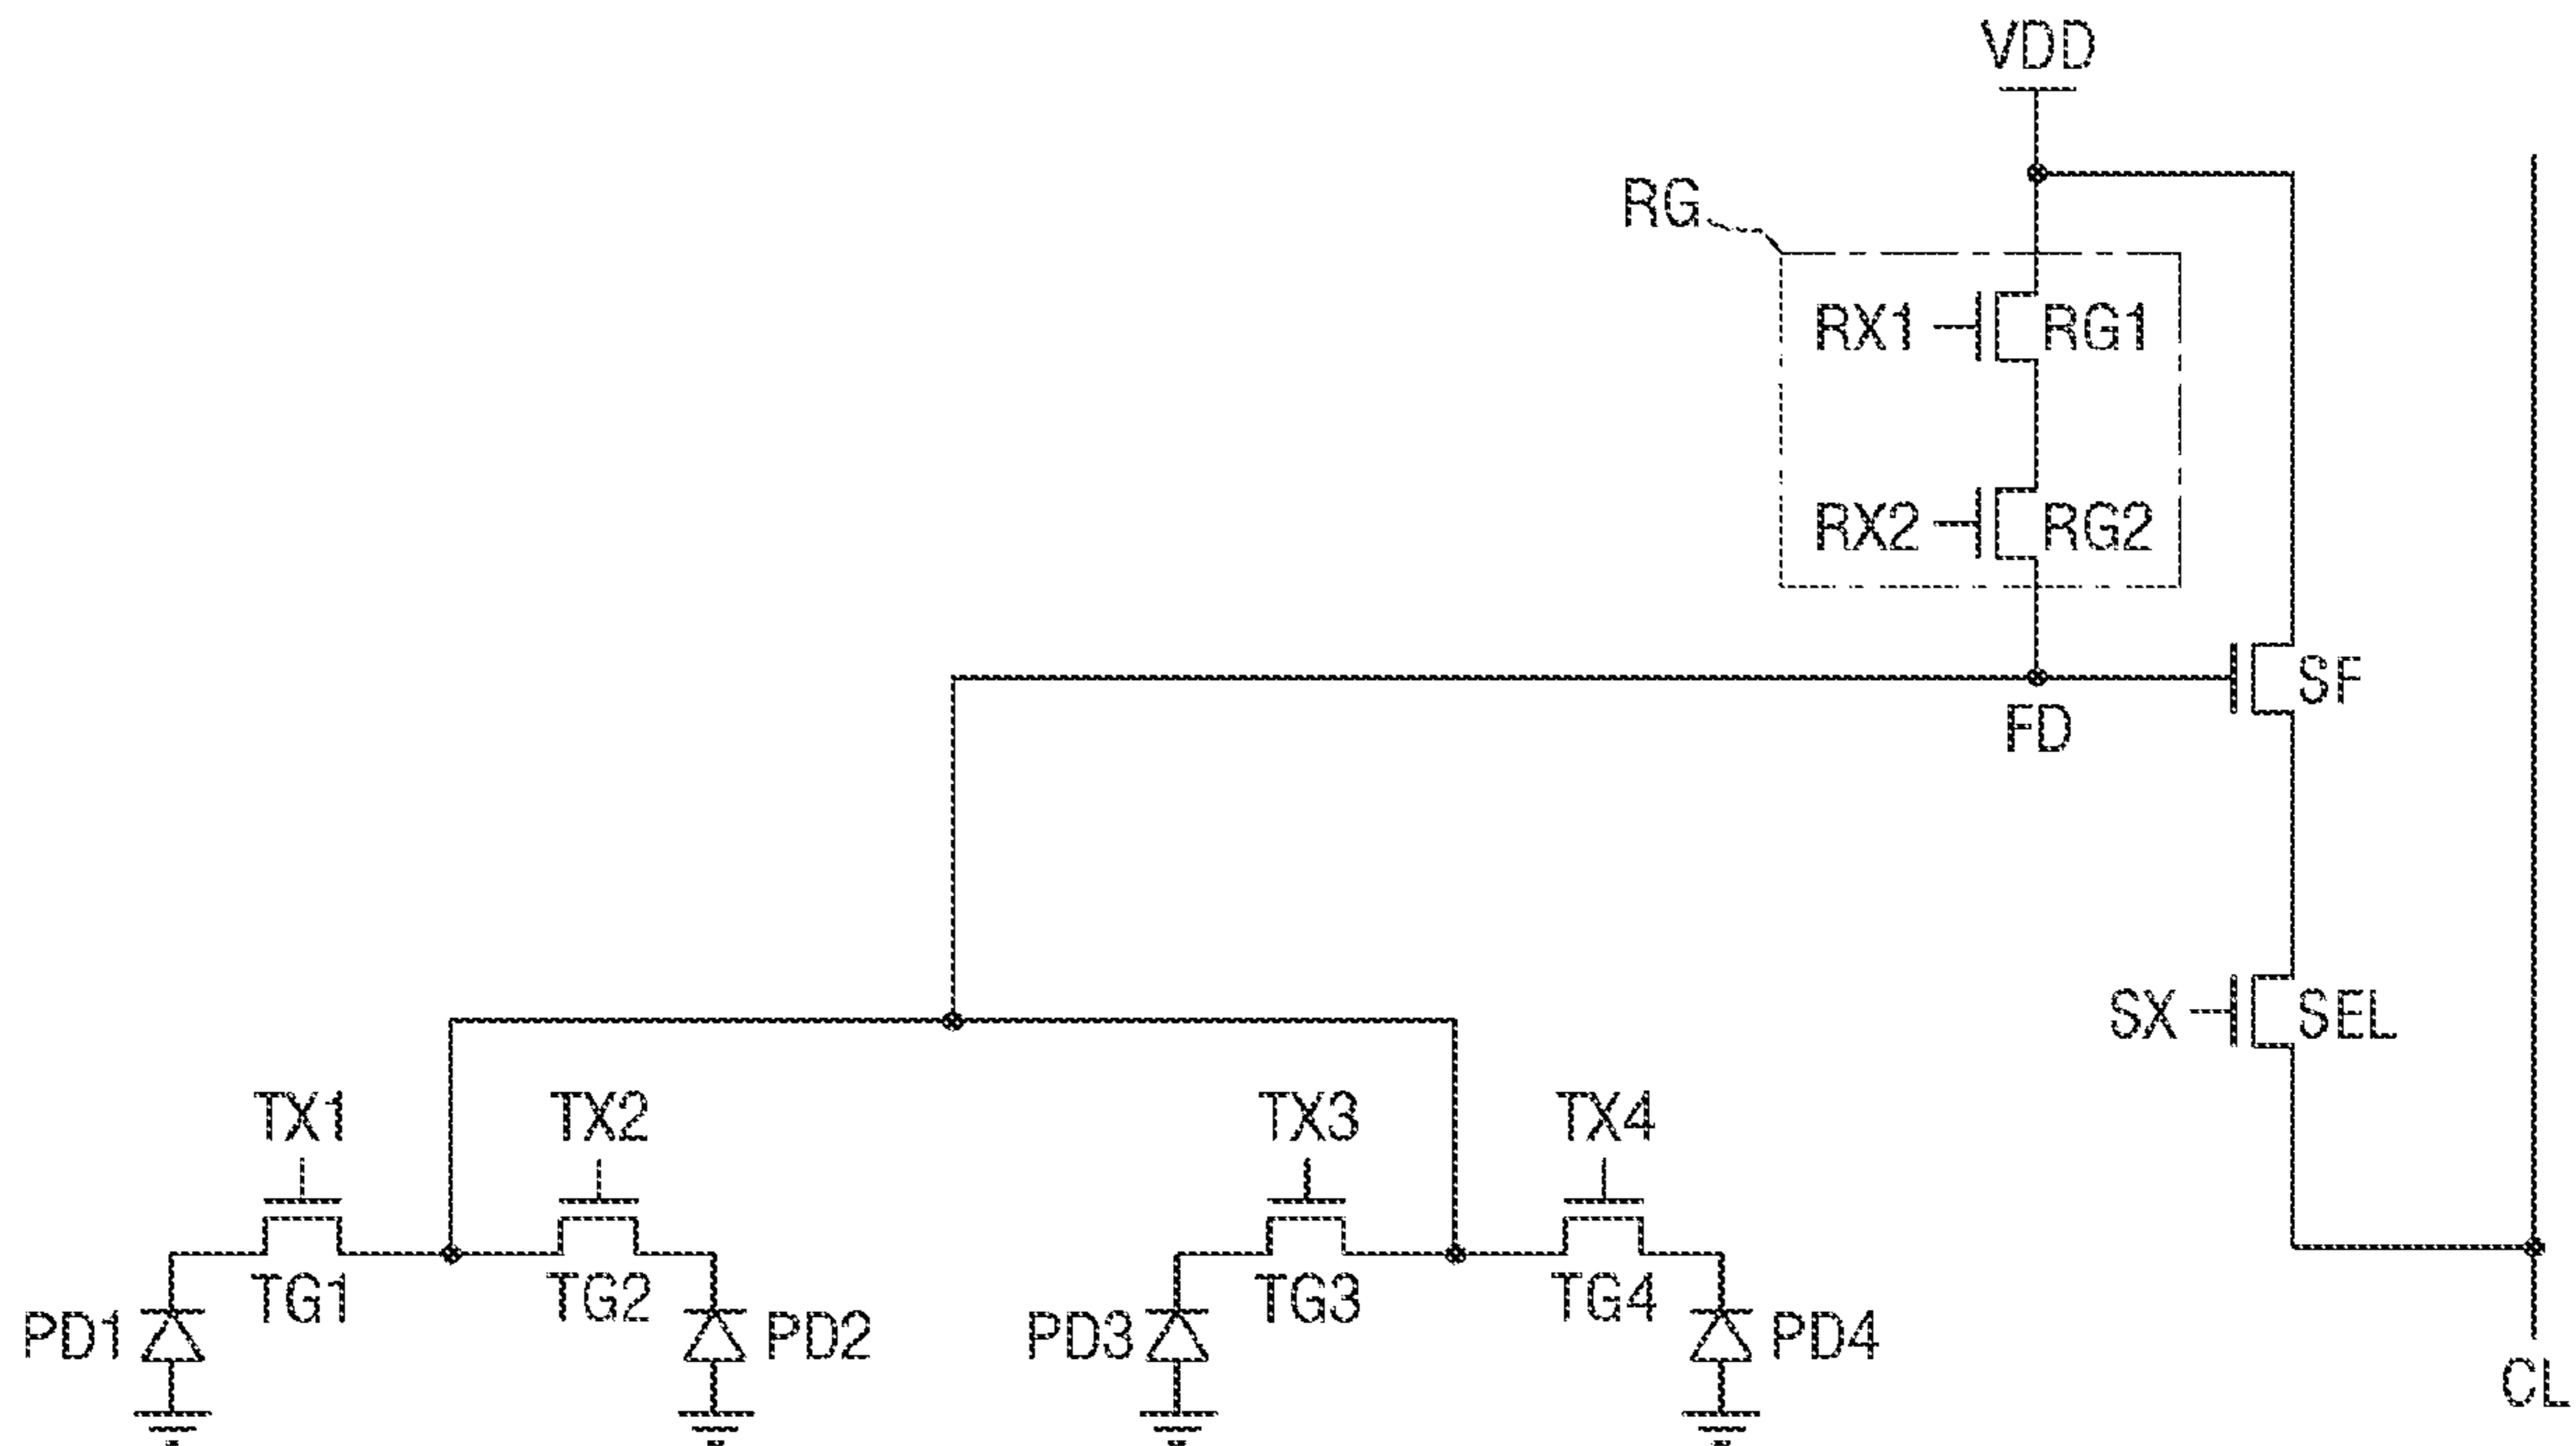 VDD
RG
RX1 RG1
RX2 RG2
SF
FD
SX SEL
TX1 TX2 TX3 TX4
TG1 TG2 TG3 TG4
PD1 PD2 PD3 PD4
CL